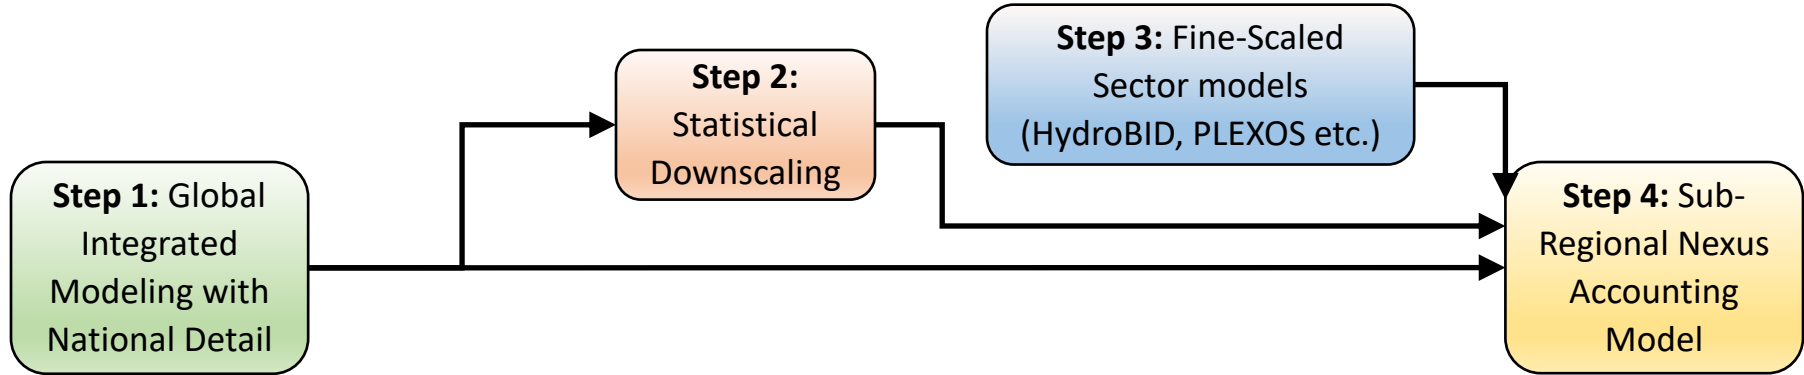 Step 1: Global
Integrated
Modeling with
National Detail
Step 2:
Statistical
Downscaling
Step 3: Fine-Scaled
Sector models
(HydroBID, PLEXOS etc.)
Step 4: Sub-
Regional Nexus
Accounting
Model